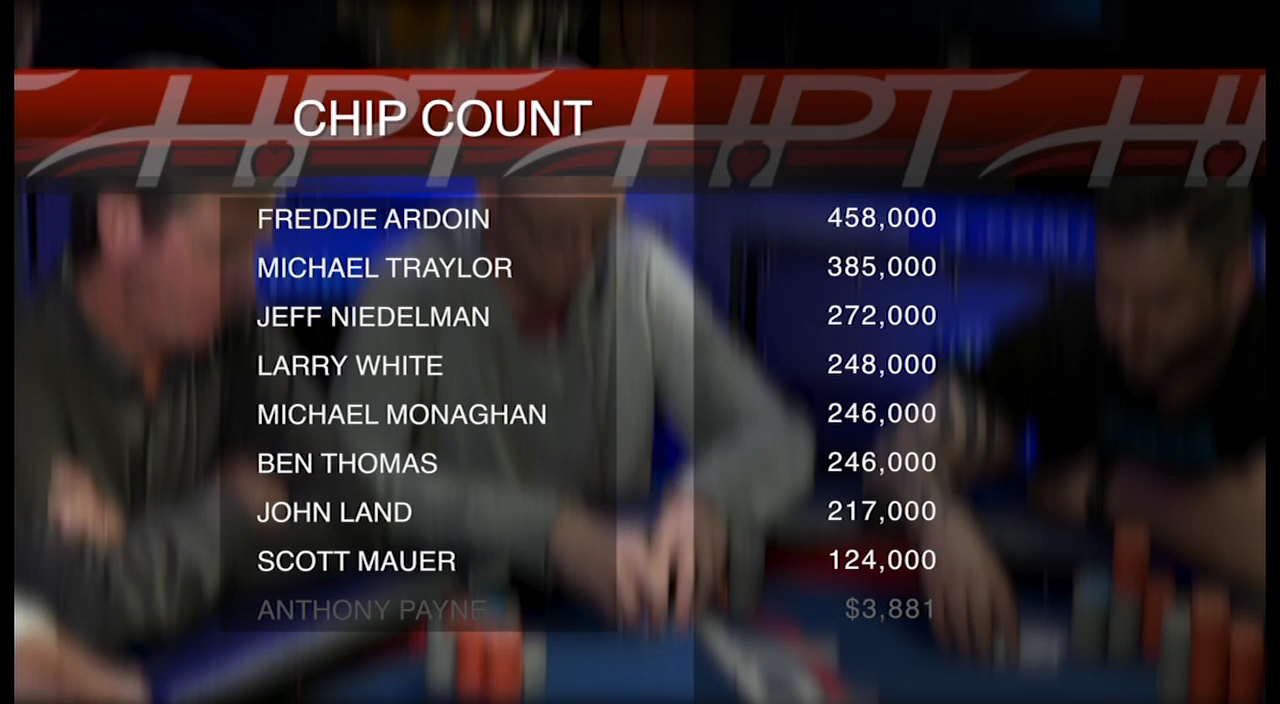 HPT HPT H
CHIP COUNT
FREDDIE ARDOIN 458,000
MICHAEL TRAYLOR 385,000
JEFF NIEDELMAN 272,000
LARRY WHITE 248,000
MICHAEL MONAGHAN 246,000
BEN THOMAS 246,000
JOHN LAND 217,000
SCOTT MAUER 124,000
ANTHONY PAYNE $3,881